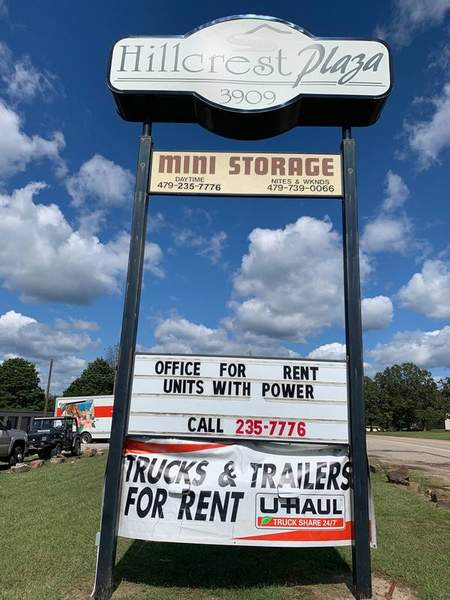 Hillcrest Plaza
3909
MINI STORAGE
DAYTIME NITES & WKNDS
479-235-7776 479-739-0066
OFFICE FOR RENT
UNITS WITH POWER
CALL 235-7776
TRUCKS & TRAILERS
FOR RENT U-HAUL
TRUCK SHARE 24/7